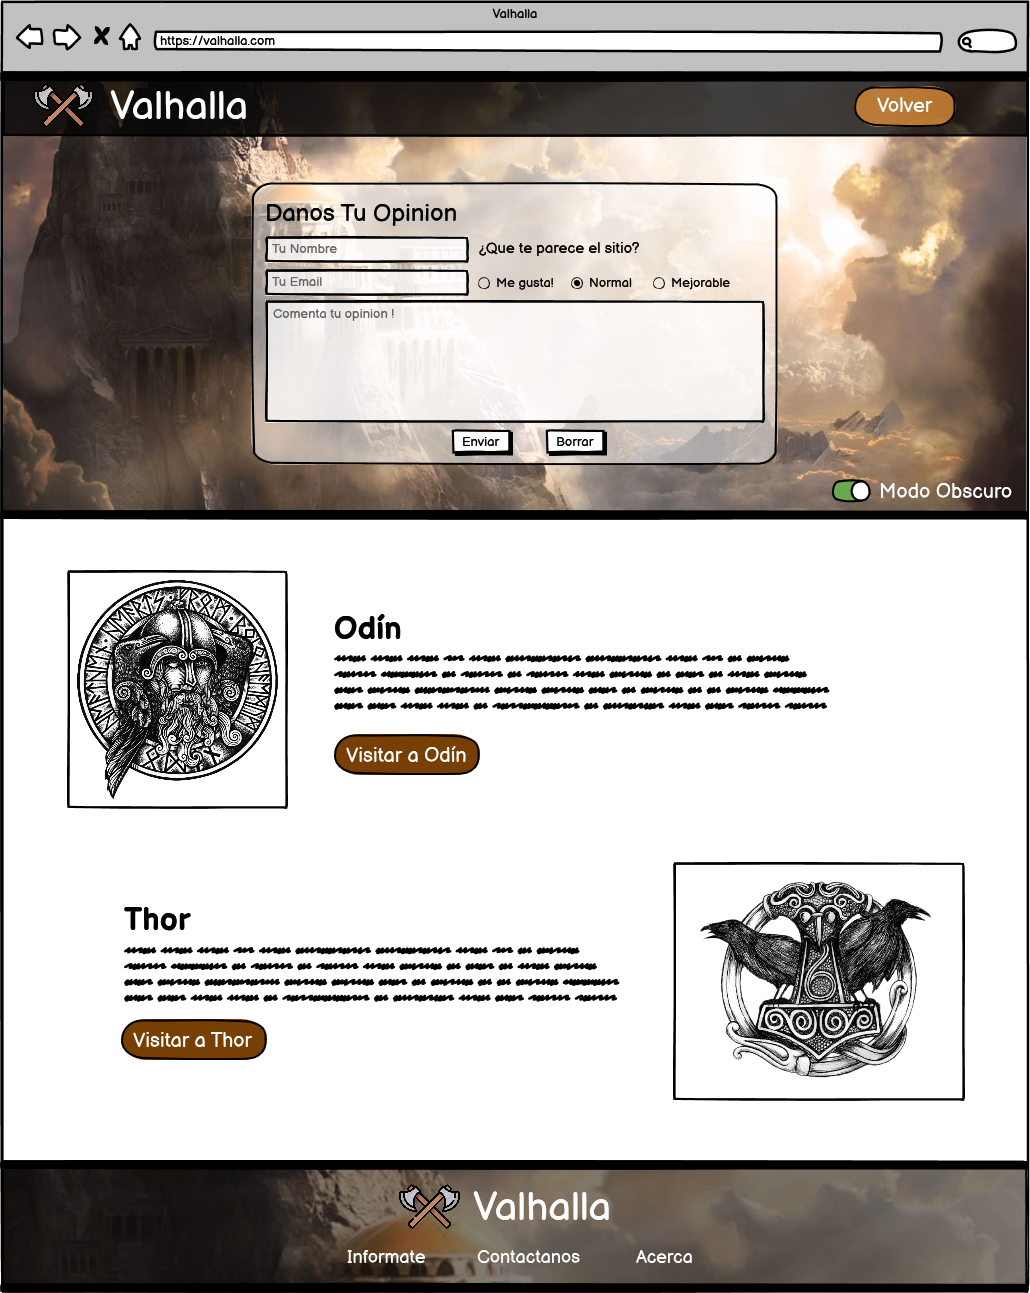 Valhalla
https://valhalla.com
Valhalla
Volver
Danos Tu Opinion
Tu Nombre
¿Que te parece el sitio?
Tu Email
Me gusta!
Normal
Mejorable
Comenta tu opinion !
Enviar
Borrar
Modo Obscuro
Odín
Visitar a Odín
Thor
Visitar a Thor
Valhalla
Informate
Contactanos
Acerca